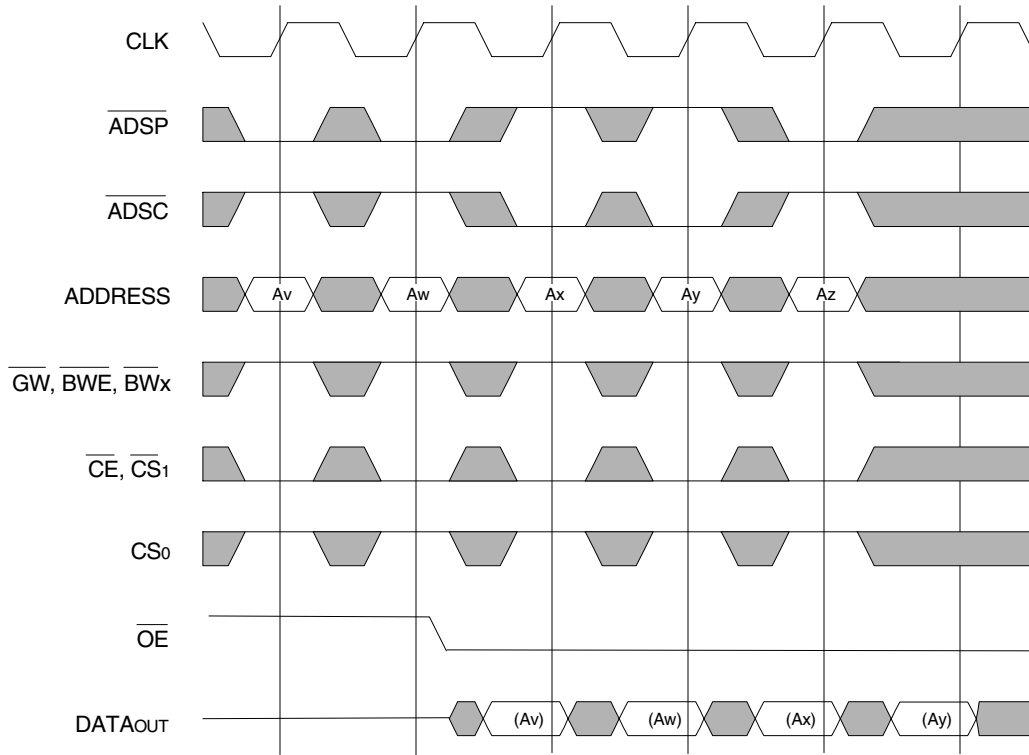 CLK
ADSP
ADSC
ADDRESS Av Aw Ax Ay Az
GW, BWE, BWx
CE, CS1
CS0
OE
DATAOUT (Av) (Aw) (Ax) (Ay)